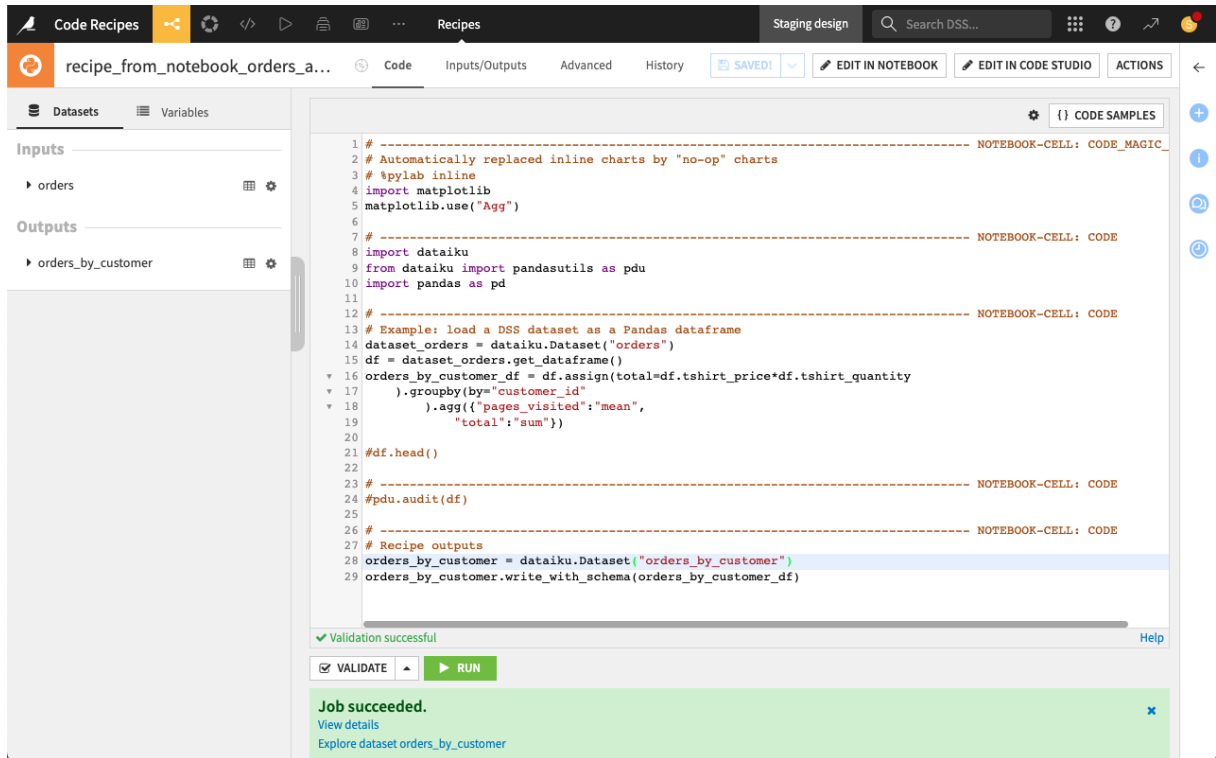 Code Recipes
Recipes
Staging design
Search DSS...
S
recipe_from_notebook_orders_a...
Code
Inputs/Outputs
Advanced
History
SAVED!
EDIT IN NOTEBOOK
EDIT IN CODE STUDIO
ACTIONS
Datasets
Variables
{} CODE SAMPLES
Inputs
orders
Outputs
orders_by_customer
1 # -------------------------------------------------------------------------------- NOTEBOOK-CELL: CODE_MAGIC_
2 # Automatically replaced inline charts by "no-op" charts
3 # %pylab inline
4 import matplotlib
5 matplotlib.use("Agg")
6
7 # -------------------------------------------------------------------------------- NOTEBOOK-CELL: CODE
8 import dataiku
9 from dataiku import pandasutils as pdu
10 import pandas as pd
11
12 # -------------------------------------------------------------------------------- NOTEBOOK-CELL: CODE
13 # Example: load a DSS dataset as a Pandas dataframe
14 dataset_orders = dataiku.Dataset("orders")
15 df = dataset_orders.get_dataframe()
16 orders_by_customer_df = df.assign(total=df.tshirt_price*df.tshirt_quantity
17     ).groupby(by="customer_id"
18         ).agg({"pages_visited":"mean",
19             "total":"sum"})
20
21 #df.head()
22
23 # -------------------------------------------------------------------------------- NOTEBOOK-CELL: CODE
24 #pdu.audit(df)
25
26 # -------------------------------------------------------------------------------- NOTEBOOK-CELL: CODE
27 # Recipe outputs
28 orders_by_customer = dataiku.Dataset("orders_by_customer")
29 orders_by_customer.write_with_schema(orders_by_customer_df)
Validation successful
Help
VALIDATE
RUN
Job succeeded.
View details
Explore dataset orders_by_customer